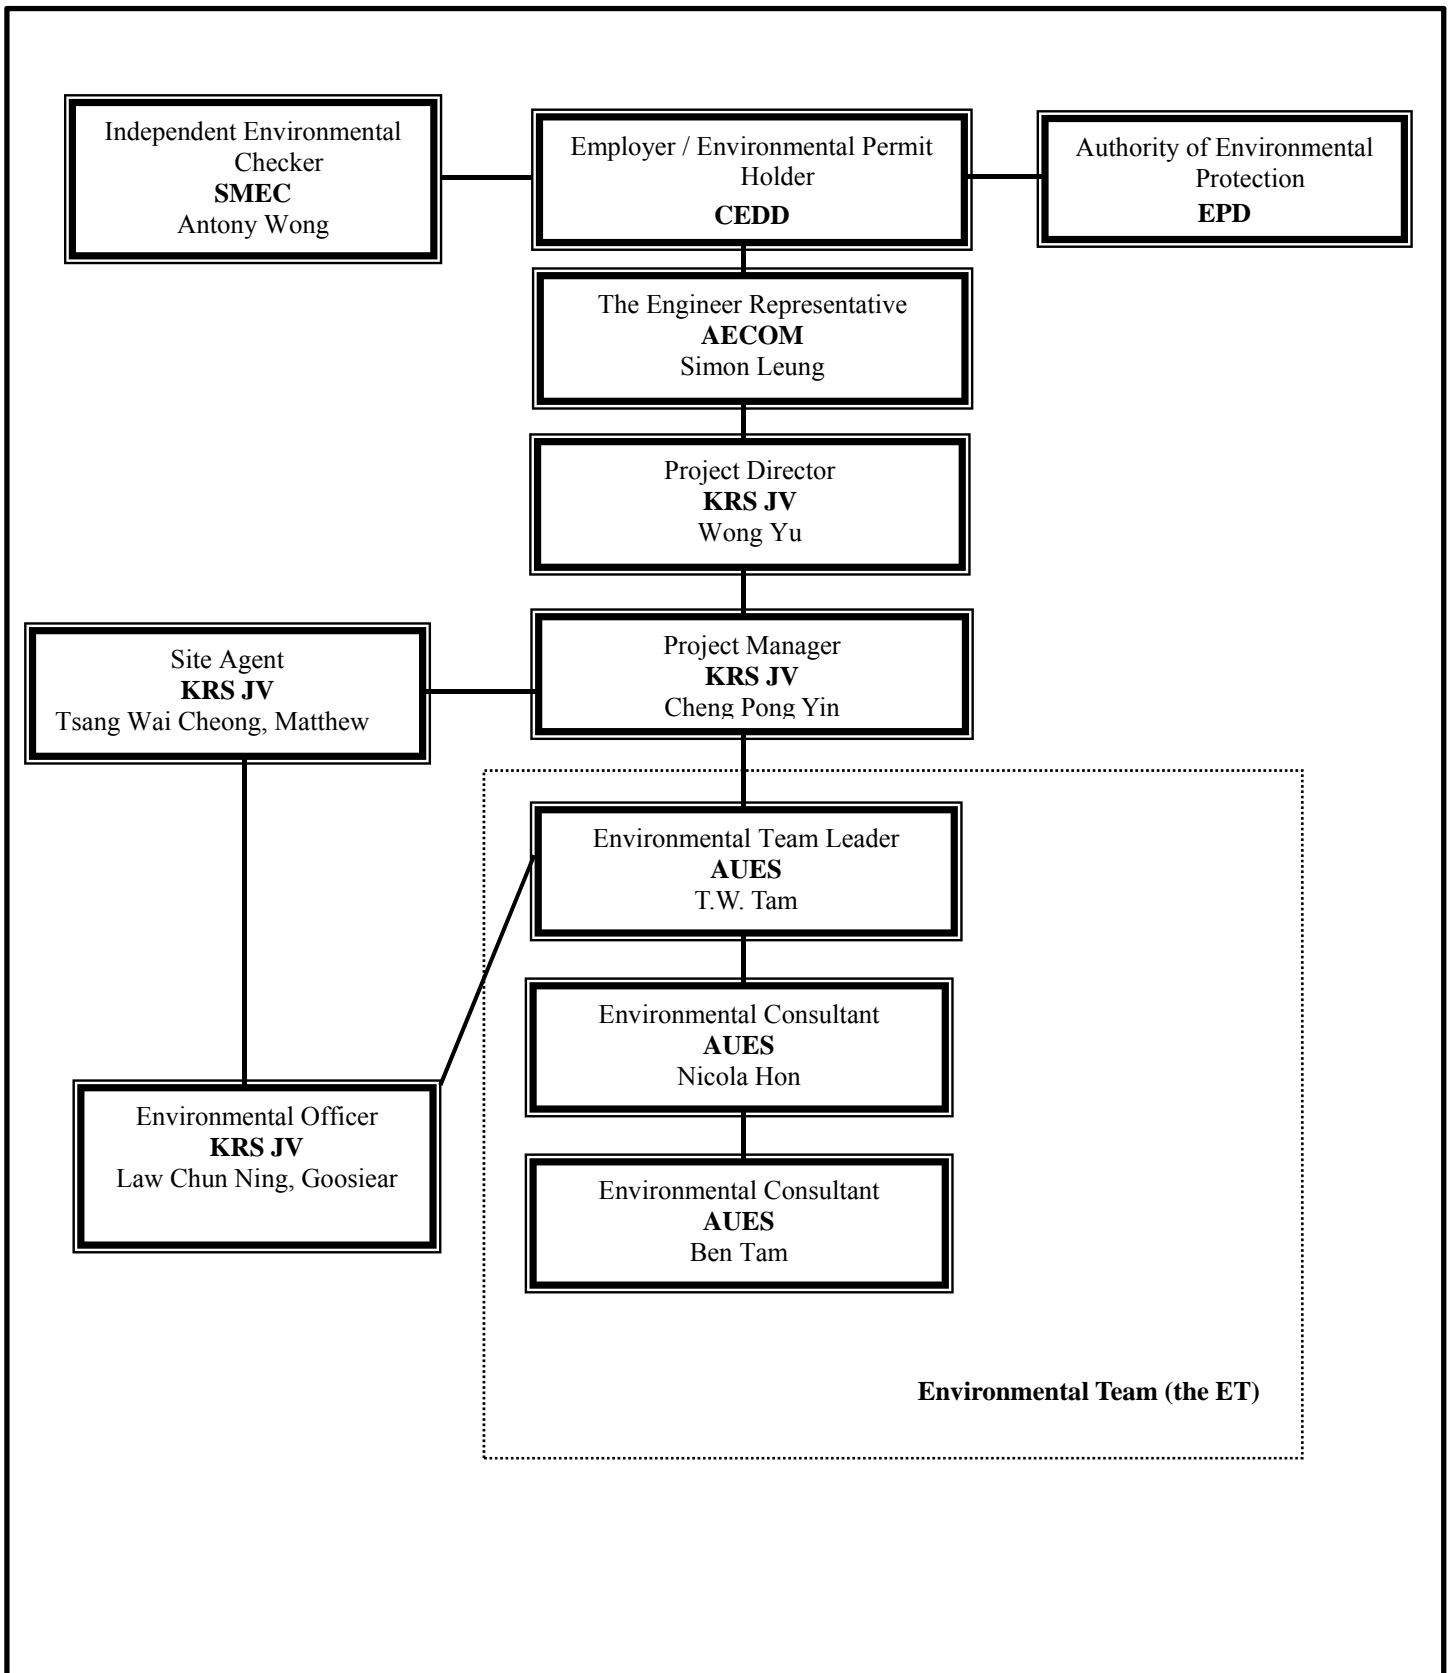 Independent Environmental
Checker
SMEC
Antony Wong
Employer / Environmental Permit
Holder
CEDD
Authority of Environmental
Protection
EPD
The Engineer Representative
AECOM
Simon Leung
Project Director
KRS JV
Wong Yu
Site Agent
KRS JV
Tsang Wai Cheong, Matthew
Project Manager
KRS JV
Cheng Pong Yin
Environmental Team Leader
AUES
T.W. Tam
Environmental Consultant
AUES
Nicola Hon
Environmental Officer
KRS JV
Law Chun Ning, Goosiear
Environmental Consultant
AUES
Ben Tam
Environmental Team (the ET)